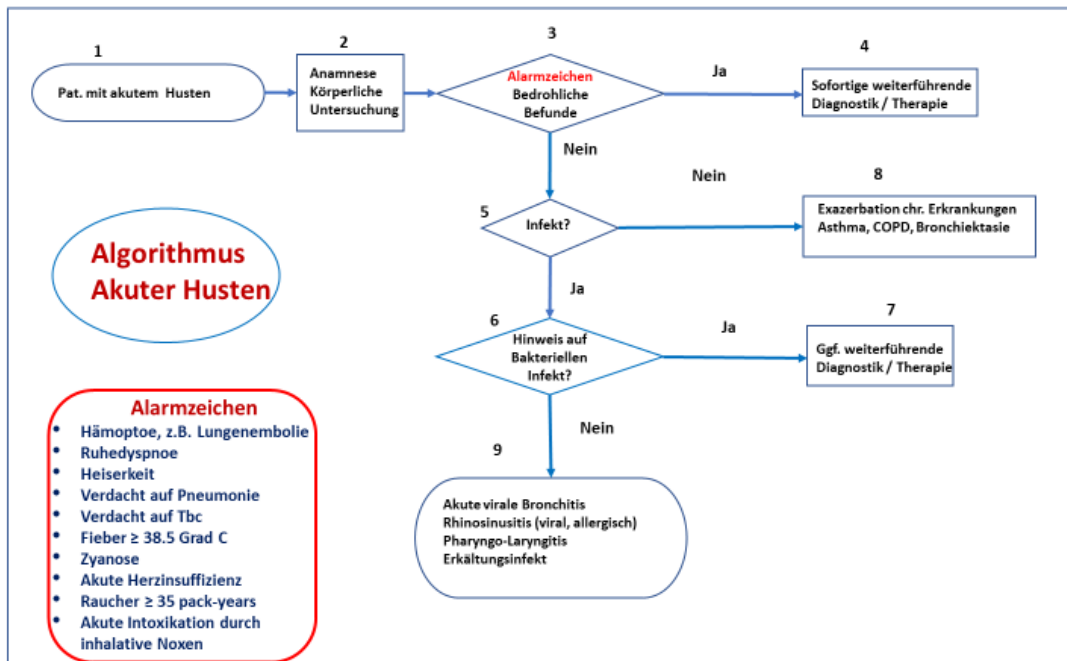 1
Pat. mit akutem Husten
2
Anamnese
Körperliche
Untersuchung
3
Alarmzeichen
Bedrohliche
Befunde
Ja
4
Sofortige weiterführende
Diagnostik / Therapie
Nein
5
Infekt?
Nein
8
Exazerbation chr. Erkrankungen
Asthma, COPD, Bronchiektasie
Ja
6
Hinweis auf
Bakteriellen
Infekt?
Ja
7
Ggf. weiterführende
Diagnostik / Therapie
Nein
9
Akute virale Bronchitis
Rhinosinusitis (viral, allergisch)
Pharyngo-Laryngitis
Erkältungsinfekt
Algorithmus
Akuter Husten
Alarmzeichen
• Hämoptoe, z.B. Lungenembolie
• Ruhedyspnoe
• Heiserkeit
• Verdacht auf Pneumonie
• Verdacht auf Tbc
• Fieber ≥ 38.5 Grad C
• Zyanose
• Akute Herzinsuffizienz
• Raucher ≥ 35 pack-years
• Akute Intoxikation durch
inhalative Noxen